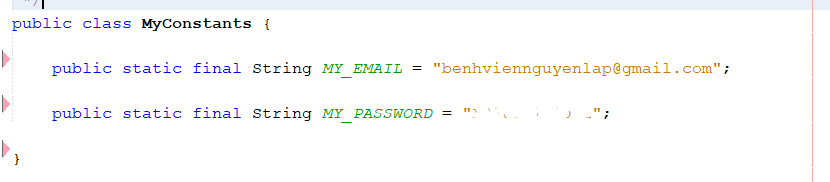 */
public class MyConstants {
public static final String MY_EMAIL = "benhviennguyenlap@gmail.com";
public static final String MY_PASSWORD = "";
}